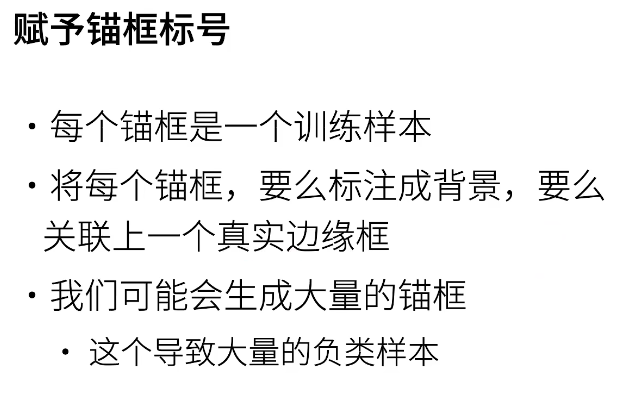 赋予锚框标号
• 每个锚框是一个训练样本
• 将每个锚框，要么标注成背景，要么
关联上一个真实边缘框
• 我们可能会生成大量的锚框
• 这个导致大量的负类样本